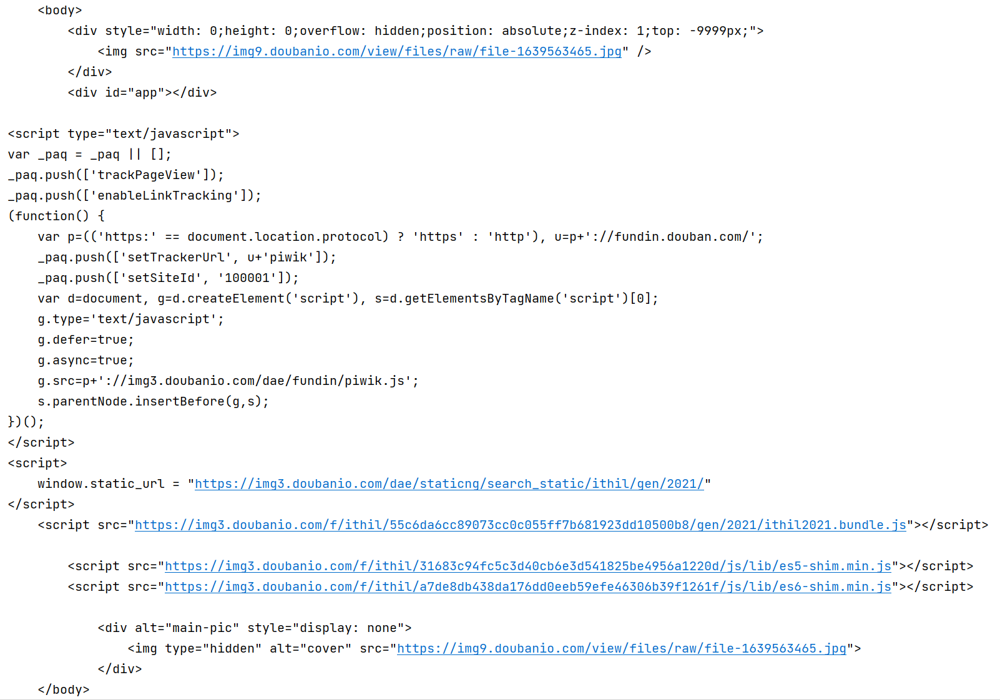 <body>
<div style="width: 0;height: 0;overflow: hidden;position: absolute;z-index: 1;top: -9999px;">
<img src="https://img9.doubanio.com/view/files/raw/file-1639563465.jpg" />
</div>
<div id="app"></div>
<script type="text/javascript">
var _paq = _paq || [];
_paq.push(['trackPageView']);
_paq.push(['enableLinkTracking']);
(function() {
var p=(('https:' == document.location.protocol) ? 'https' : 'http'), u=p+'://fundin.douban.com/';
_paq.push(['setTrackerUrl', u+'piwik']);
_paq.push(['setSiteId', '100001']);
var d=document, g=d.createElement('script'), s=d.getElementsByTagName('script')[0];
g.type='text/javascript';
g.defer=true;
g.async=true;
g.src=p+'://img3.doubanio.com/dae/fundin/piwik.js';
s.parentNode.insertBefore(g,s);
})();
</script>
<script>
window.static_url = "https://img3.doubanio.com/dae/staticng/search_static/ithil/gen/2021/"
</script>
<script src="https://img3.doubanio.com/f/ithil/55c6da6cc89073cc0c055ff7b681923dd10500b8/gen/2021/ithil2021.bundle.js"></script>
<script src="https://img3.doubanio.com/f/ithil/31683c94fc5c3d40cb6e3d541825be4956a1220d/js/lib/es5-shim.min.js"></script>
<script src="https://img3.doubanio.com/f/ithil/a7de8db438da176dd0eeb59efe46306b39f1261f/js/lib/es6-shim.min.js"></script>
<div alt="main-pic" style="display: none">
<img type="hidden" alt="cover" src="https://img9.doubanio.com/view/files/raw/file-1639563465.jpg">
</div>
</body>